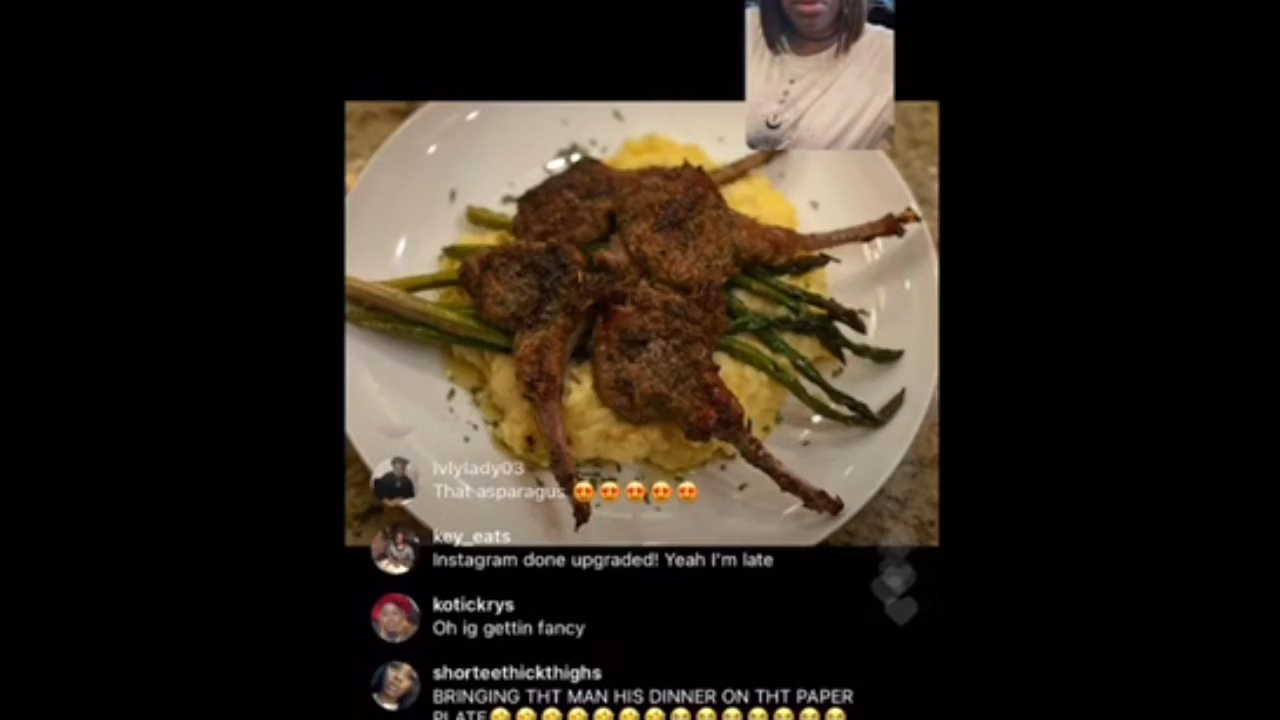 lvlylady03
That asparagus 😍😍😍😍😍
key_eats
Instagram done upgraded! Yeah I'm late
kotickrys
Oh ig gettin fancy
shorteethickthighs
BRINGING THT MAN HIS DINNER ON THT PAPER
PLATE🤣🤣🤣🤣🤣🤣🤣😂😂😂😂😂😂😂